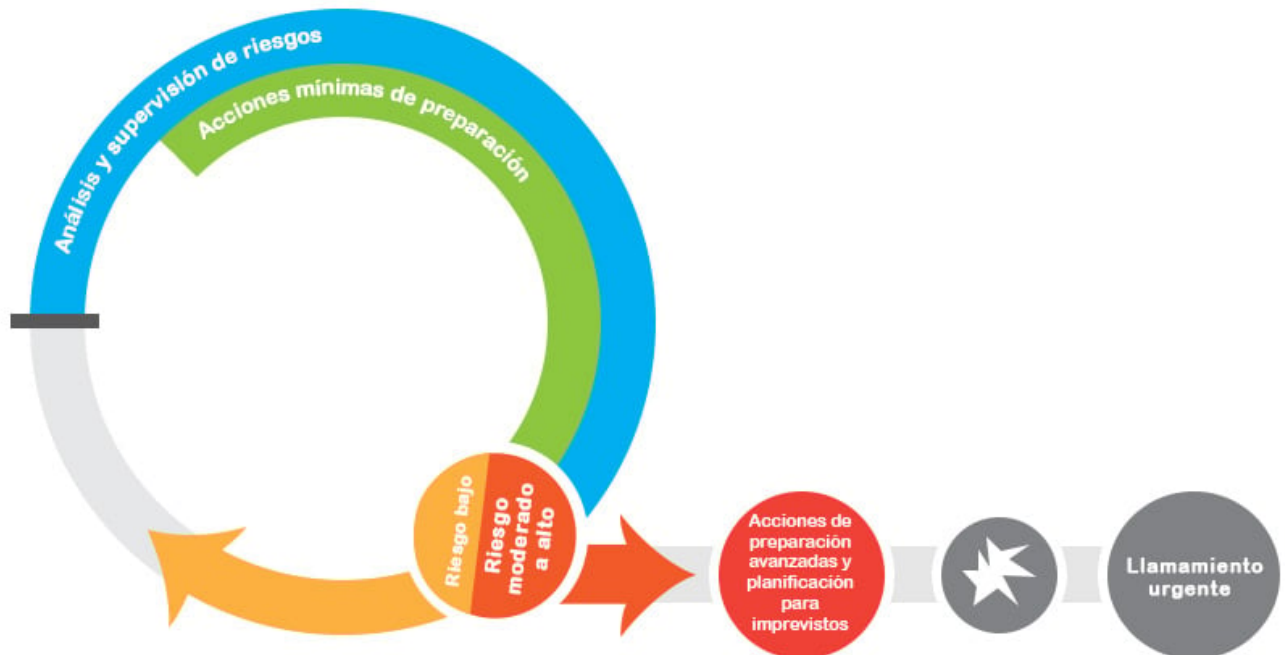 Análisis y supervisión de riesgos
Acciones mínimas de preparación
Riesgo bajo
Riesgo
moderado
a alto
Acciones de
preparación
avanzadas y
planificación
para
imprevistos
Llamamiento
urgente